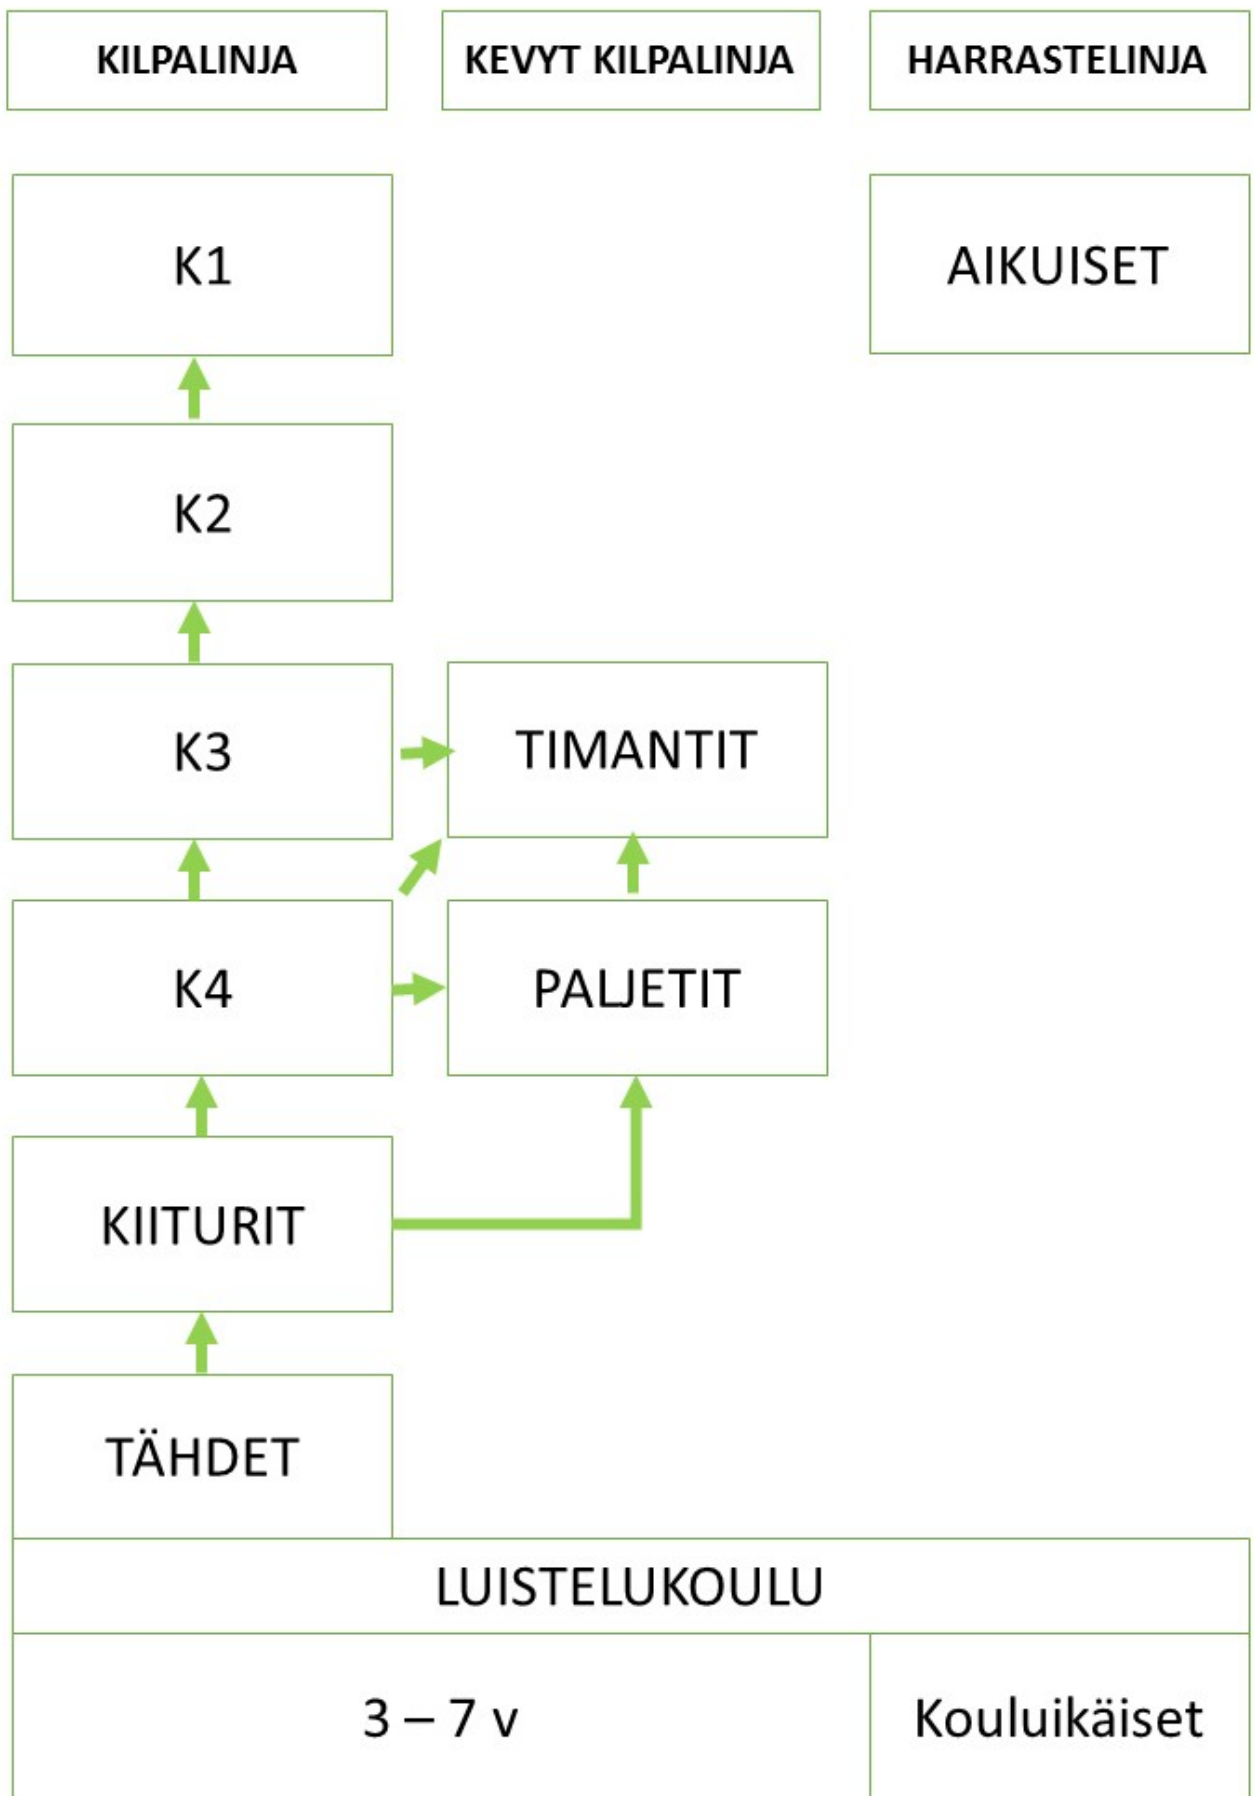 KILPALINJA
KEVYT KILPALINJA
HARRASTELINJA
K1
AIKUISET
K2
K3
TIMANTIT
K4
PALJETIT
KIITURIT
TÄHDET
LUISTELUKOULU
3 – 7 v
Kouluikäiset